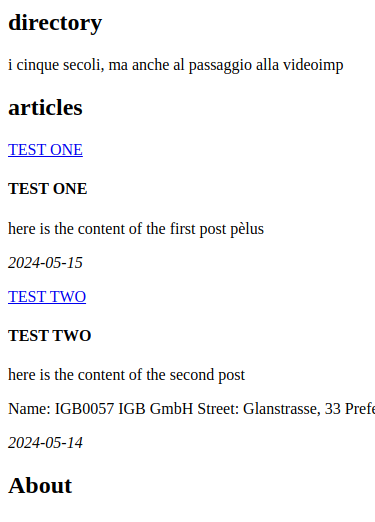 directory
i cinque secoli, ma anche al passaggio alla videoimp
articles
TEST ONE
TEST ONE
here is the content of the first post pèlus
2024-05-15
TEST TWO
TEST TWO
here is the content of the second post
Name: IGB0057 IGB GmbH Street: Glanstrasse, 33 Prefe
2024-05-14
About